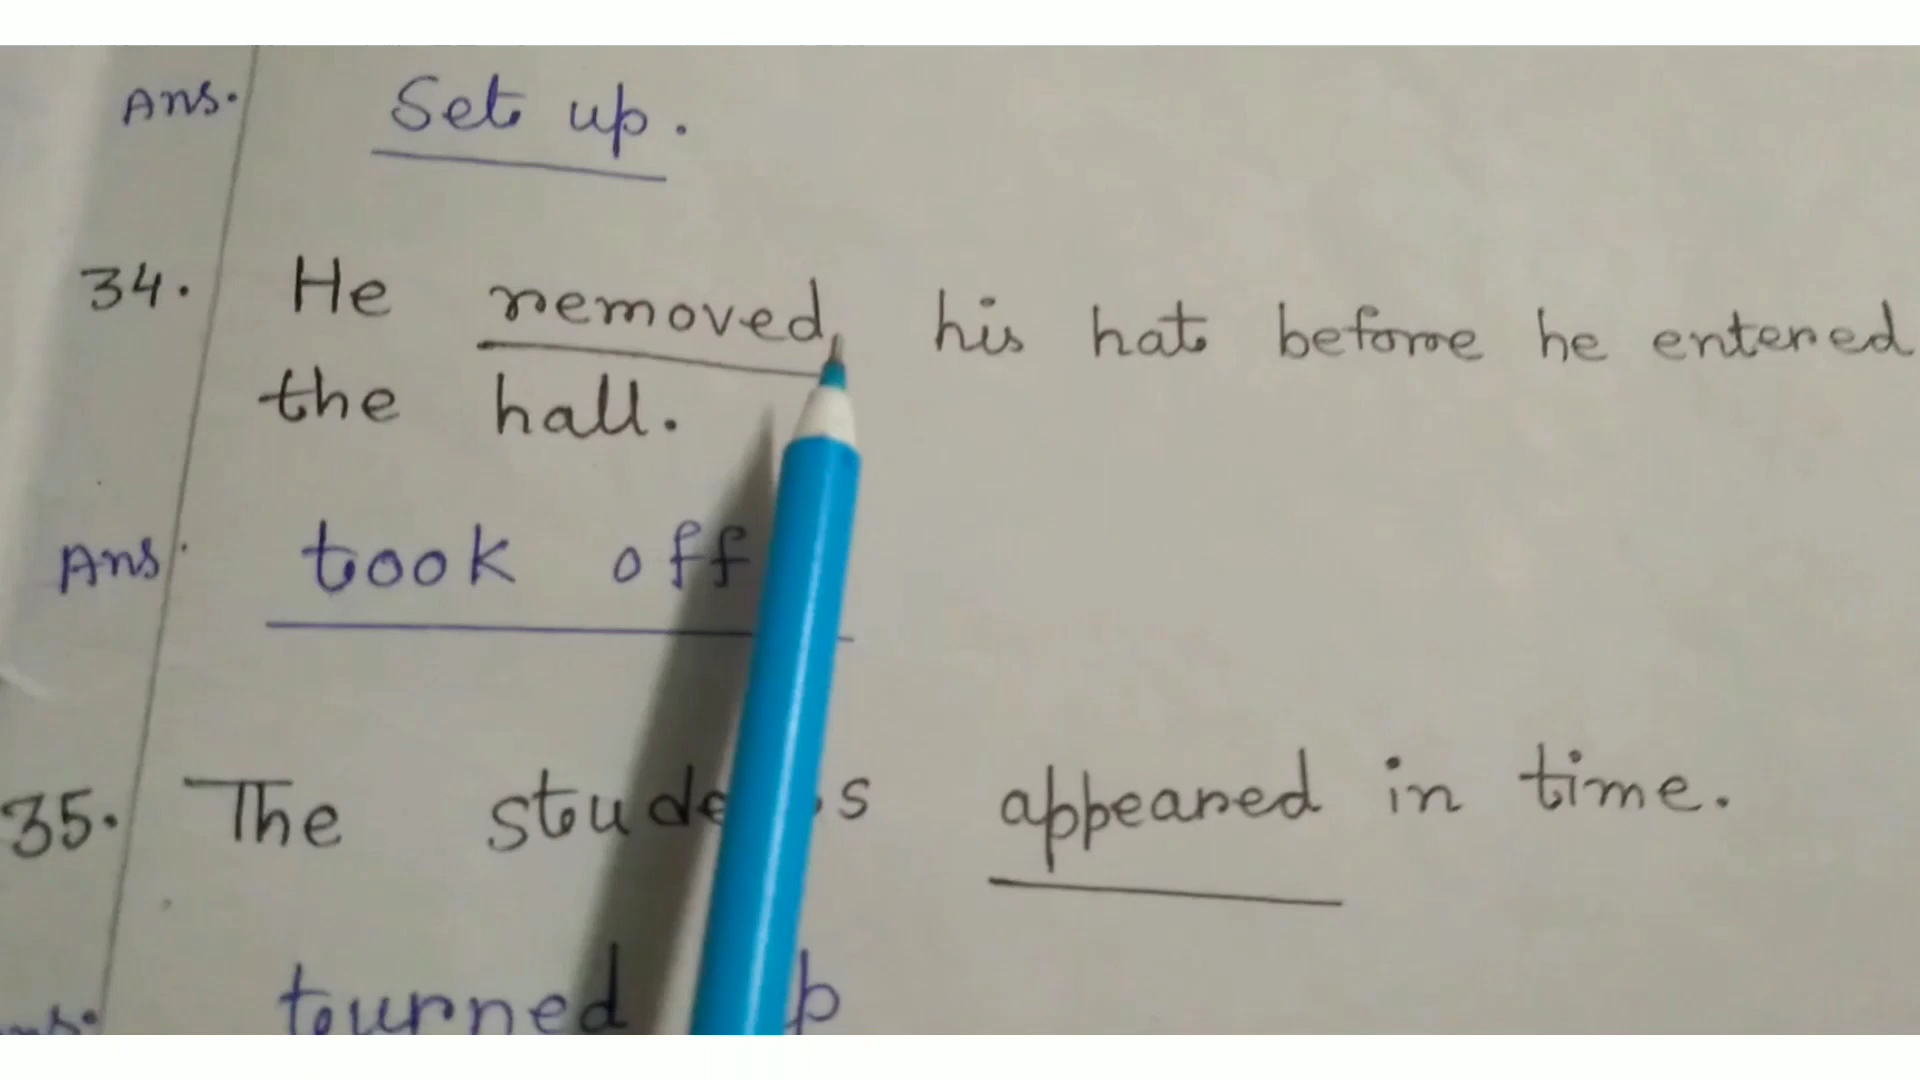 Ans. Set up.
34. He removed his hat before he entered
the hall.
Ans. took off
35. The appeared in time.
turned